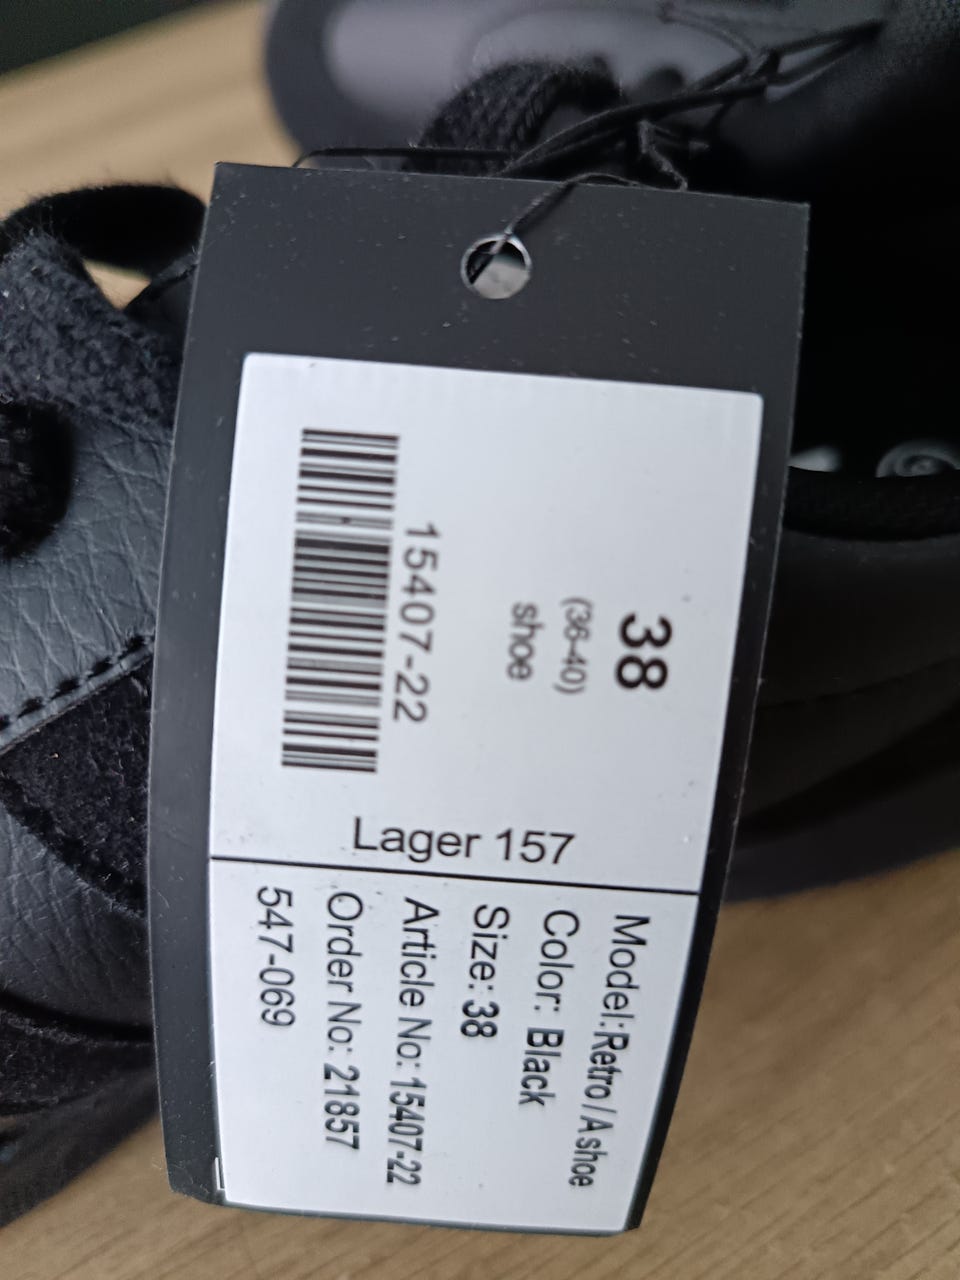 38
(36-40)
shoe
15407-22
Lager 157
Model:Retro / A shoe
Color: Black
Size: 38
Article No: 15407-22
Order No: 21857
547-069